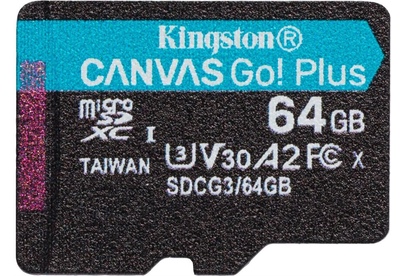 Kingston®
CANVAS Go! Plus
micro SD XC I 64GB
TAIWAN U3 V30 A2 FC X
SDCG3/64GB